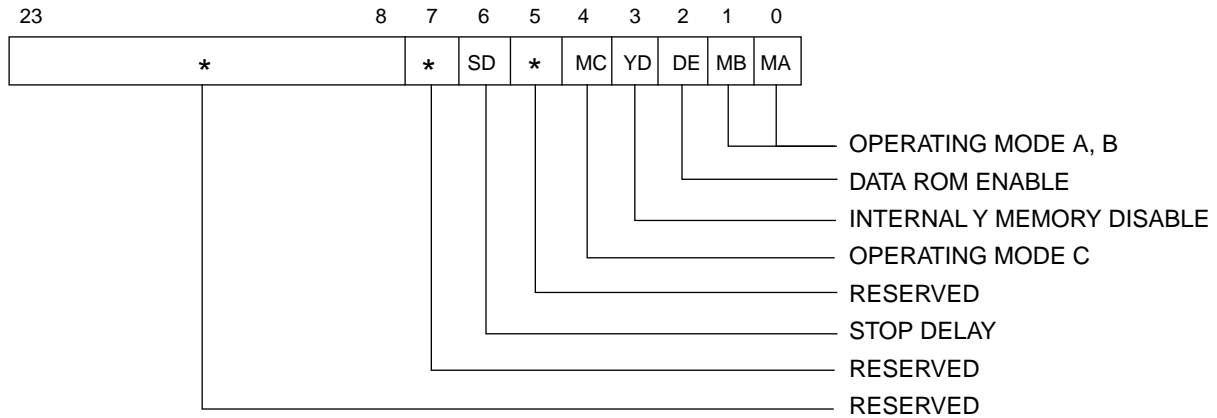 23 8 7 6 5 4 3 2 1 0
* * SD * MC YD DE MB MA
OPERATING MODE A, B
DATA ROM ENABLE
INTERNAL Y MEMORY DISABLE
OPERATING MODE C
RESERVED
STOP DELAY
RESERVED
RESERVED